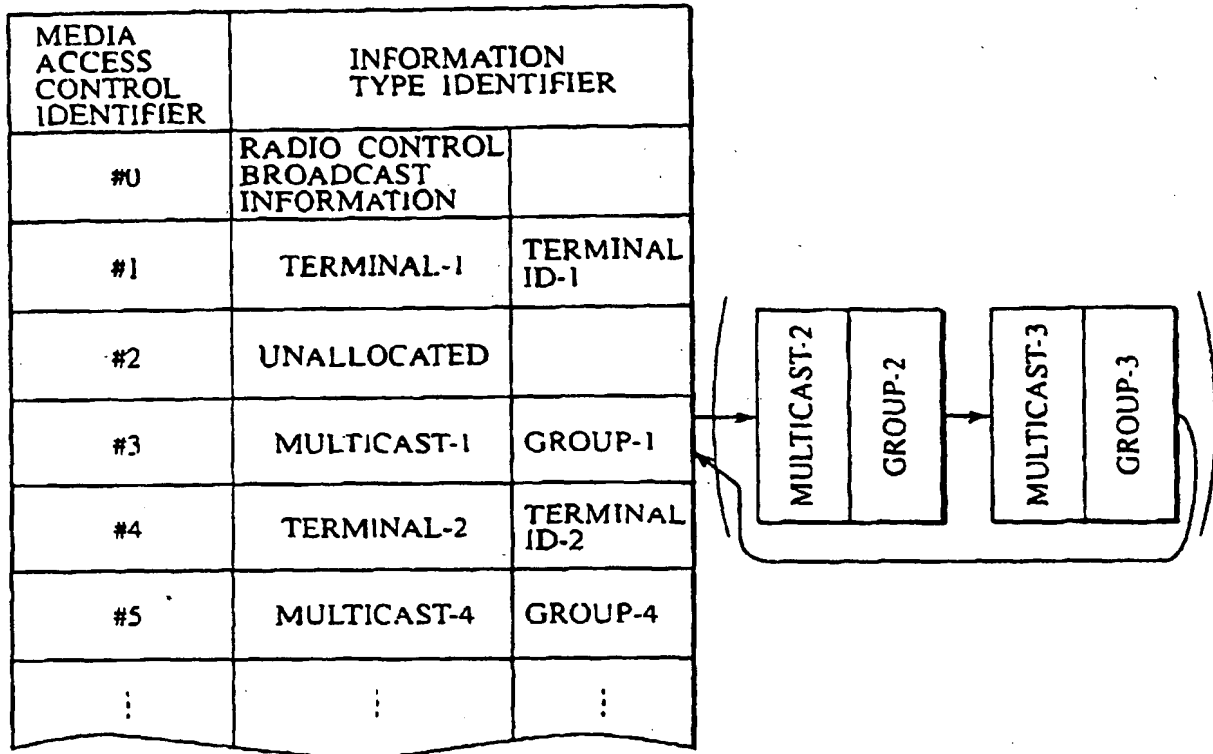 MEDIA
ACCESS
CONTROL
IDENTIFIER
INFORMATION
TYPE IDENTIFIER
#0
RADIO CONTROL
BROADCAST
INFORMATION
#1
TERMINAL-1
TERMINAL
ID-1
#2
UNALLOCATED
#3
MULTICAST-1
GROUP-1
MULTICAST-2
GROUP-2
MULTICAST-3
GROUP-3
#4
TERMINAL-2
TERMINAL
ID-2
#5
MULTICAST-4
GROUP-4